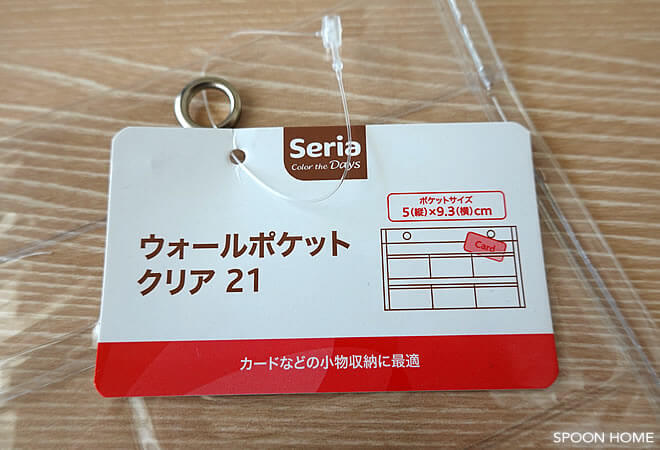 Seria
Color the Days
ポケットサイズ
5(縦)×9.3(横)cm
Card
ウォールポケット
クリア 21
カードなどの小物収納に最適
SPOON HOME